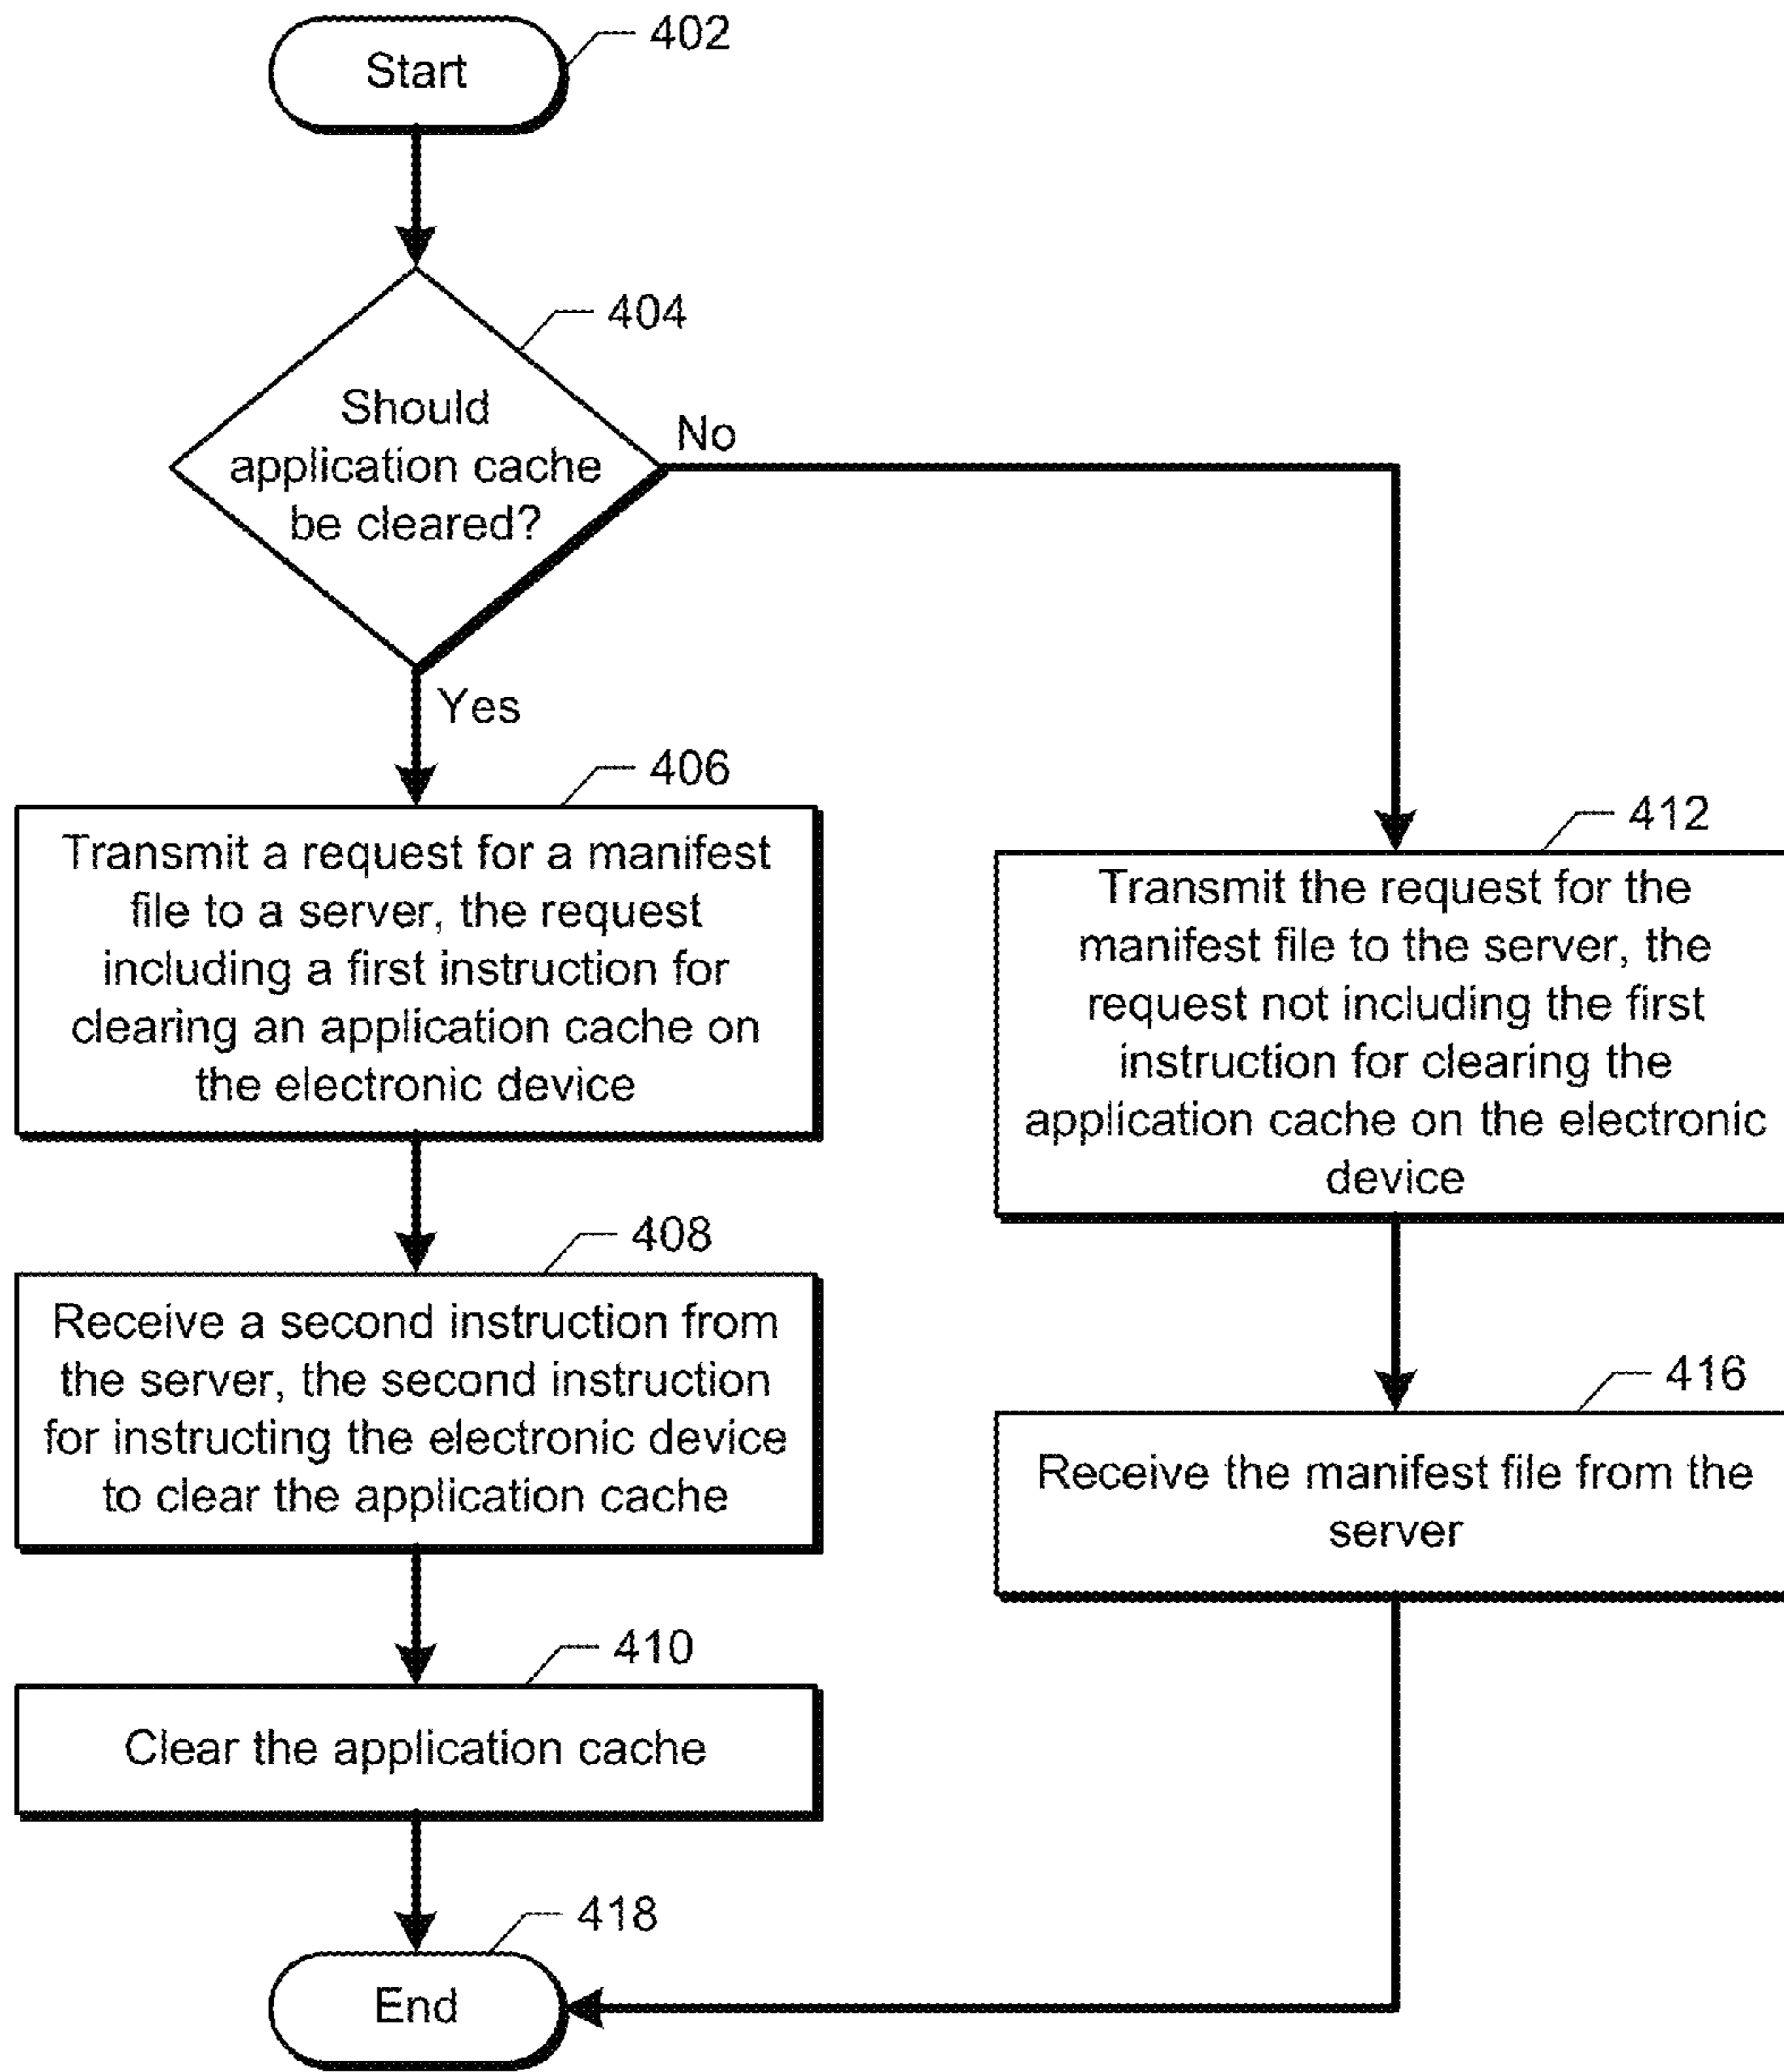 Start
402
404
Should
application cache
be cleared?
No
Yes
406
Transmit a request for a manifest
file to a server, the request
including a first instruction for
clearing an application cache on
the electronic device
412
Transmit the request for the
manifest file to the server, the
request not including the first
instruction for clearing the
application cache on the electronic
device
408
Receive a second instruction from
the server, the second instruction
for instructing the electronic device
to clear the application cache
416
Receive the manifest file from the
server
410
Clear the application cache
418
End